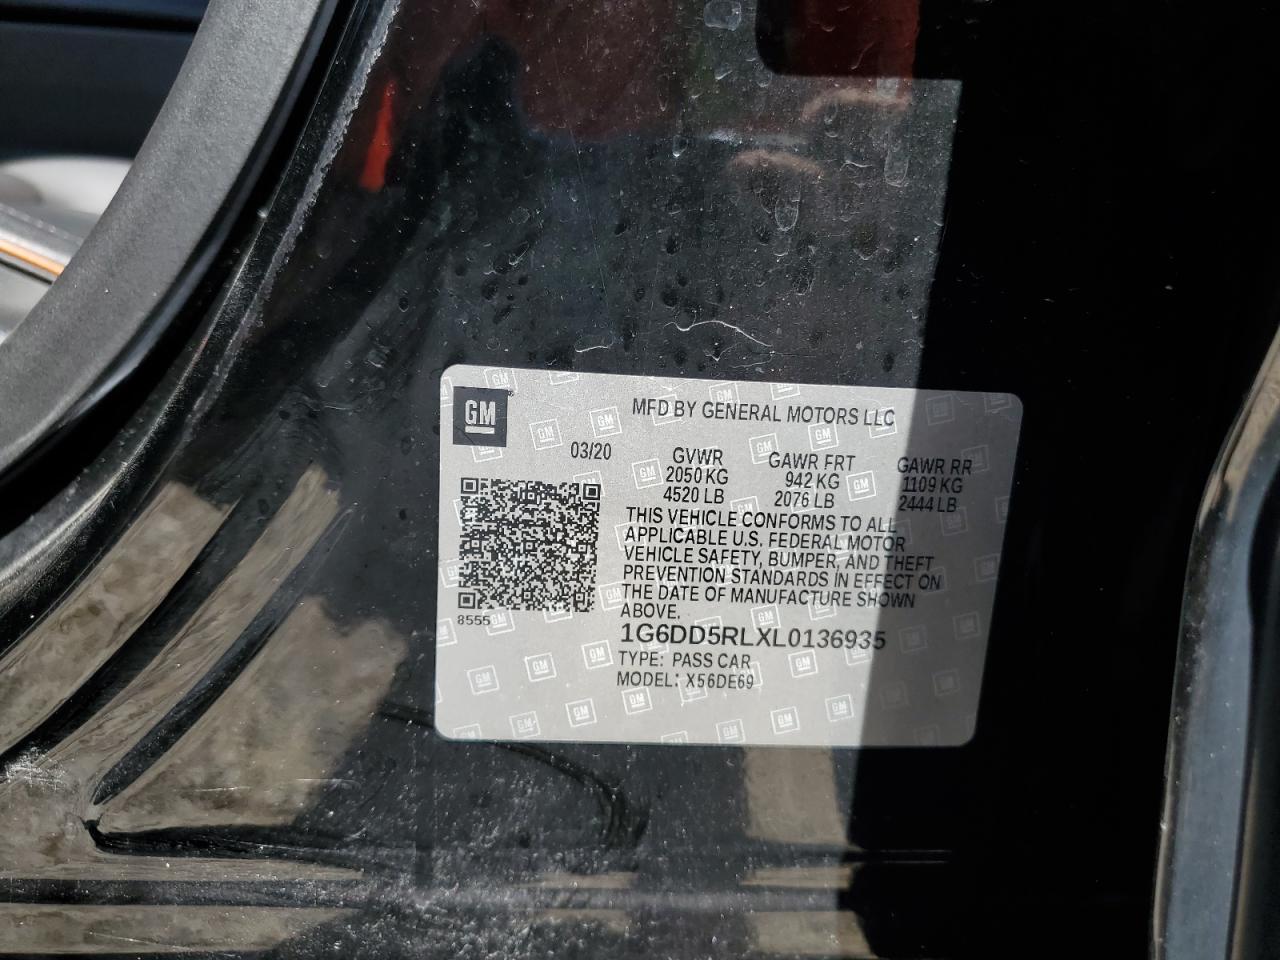 GM
MFD BY GENERAL MOTORS LLC
03/20
GVWR GAWR FRT GAWR RR
2050 KG 942 KG 1109 KG
4520 LB 2076 LB 2444 LB
THIS VEHICLE CONFORMS TO ALL
APPLICABLE U.S. FEDERAL MOTOR
VEHICLE SAFETY, BUMPER, AND THEFT
PREVENTION STANDARDS IN EFFECT ON
THE DATE OF MANUFACTURE SHOWN
ABOVE.
8555
1G6DD5RLXL0136935
TYPE: PASS CAR
MODEL: X56DE69